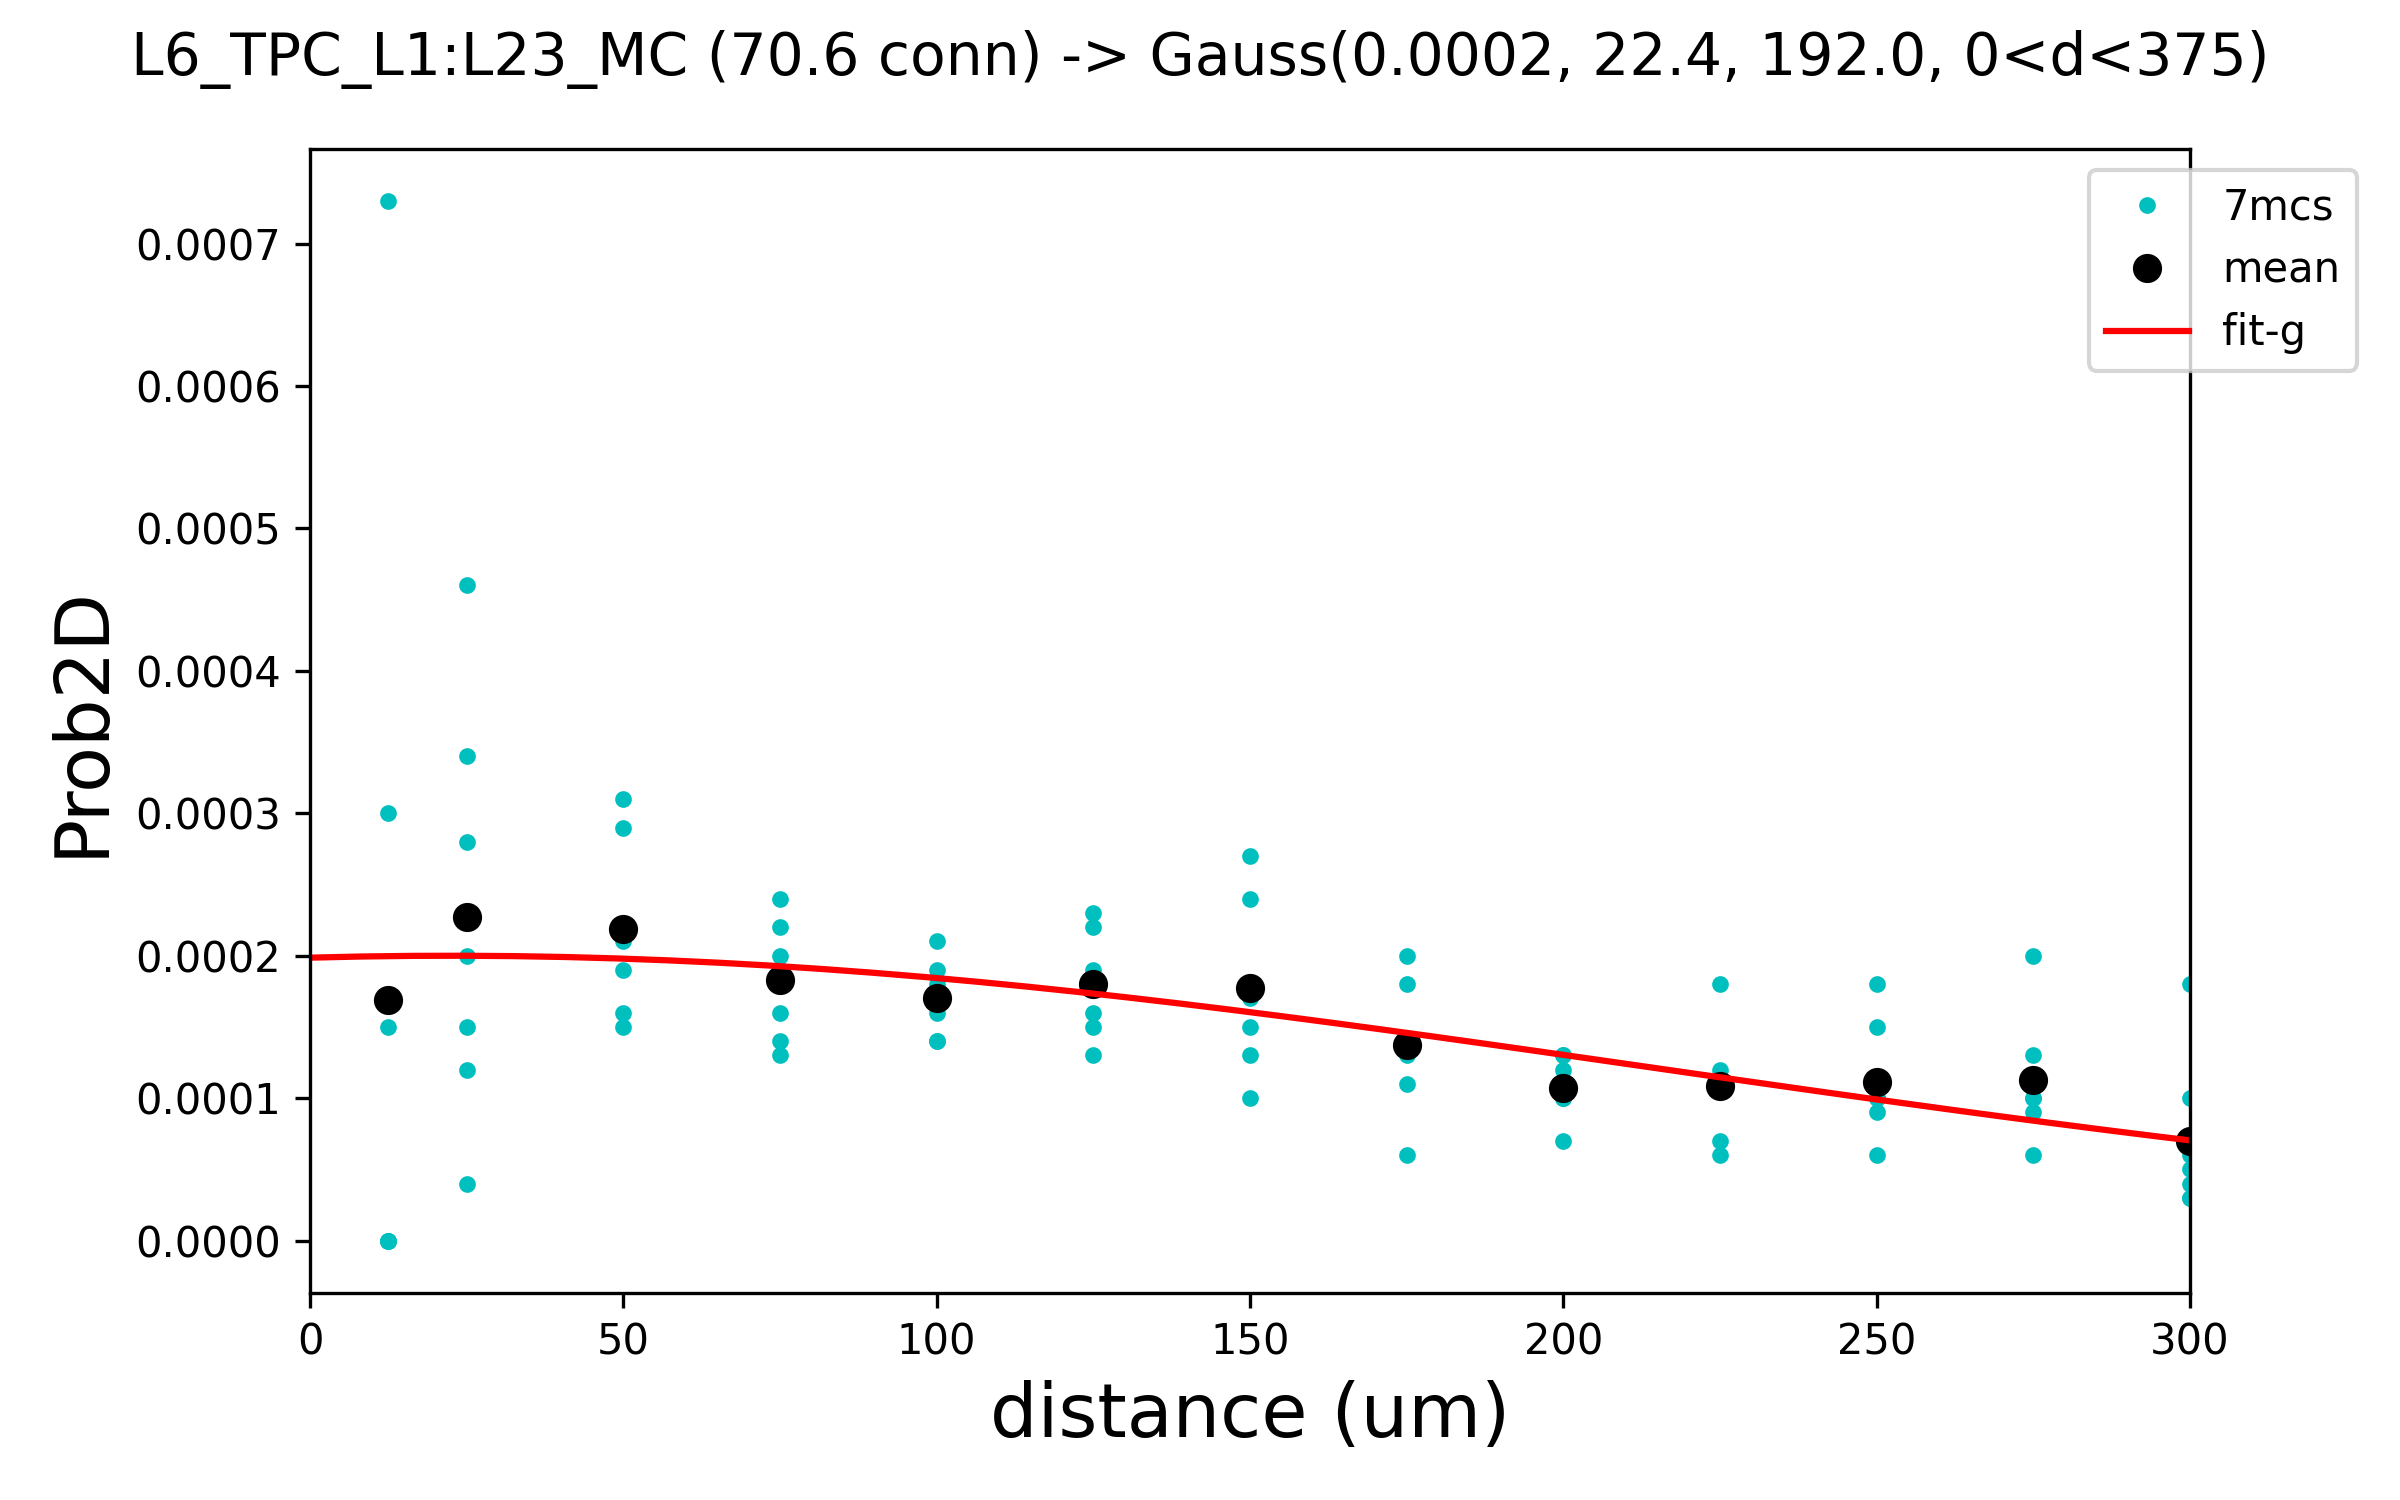 L6_TPC_L1:L23_MC (70.6 conn) -> Gauss(0.0002, 22.4, 192.0, 0<d<375)
7mcs
mean
fit-g
Prob2D
0.0007
0.0006
0.0005
0.0004
0.0003
0.0002
0.0001
0.0000
0 50 100 150 200 250 300
distance (um)